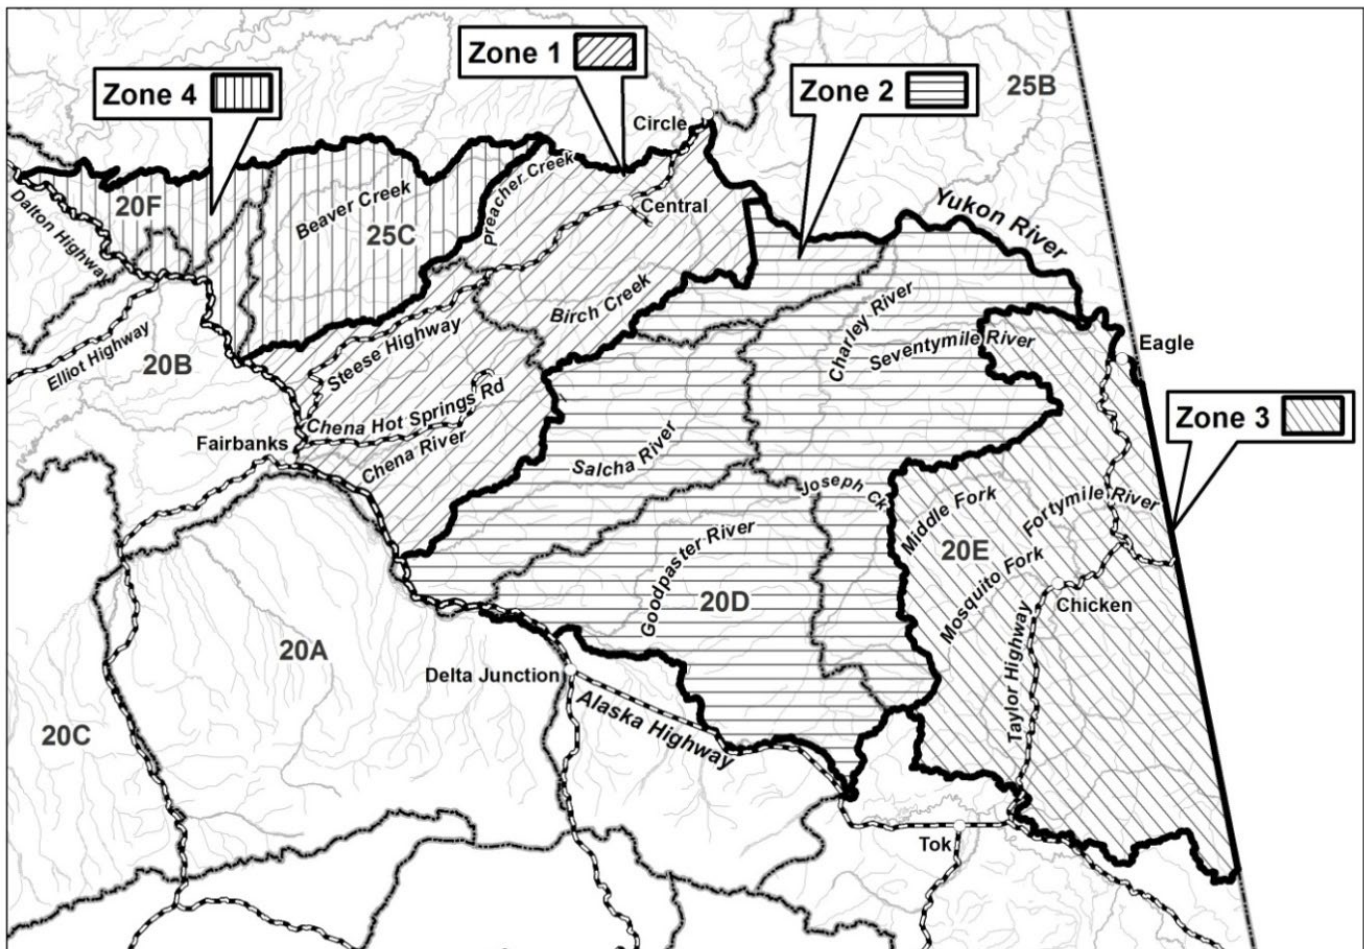 Zone 1
Zone 4
Zone 2
25B
Circle
Preacher Creek
Beaver Creek
20F
25C
Central
Yukon River
Dalton Highway
Birch Creek
Charley River
Steese Highway
Seventymile River
Eagle
Elliot Highway
20B
Chena Hot Springs Rd
Zone 3
Fairbanks
Chena River
Salcha River
Joseph Ck
Middle Fork
Fortymile River
20E
Goodpaster River
Mosquito Fork
20D
Chicken
20A
Taylor Highway
Delta Junction
Alaska Highway
20C
Tok